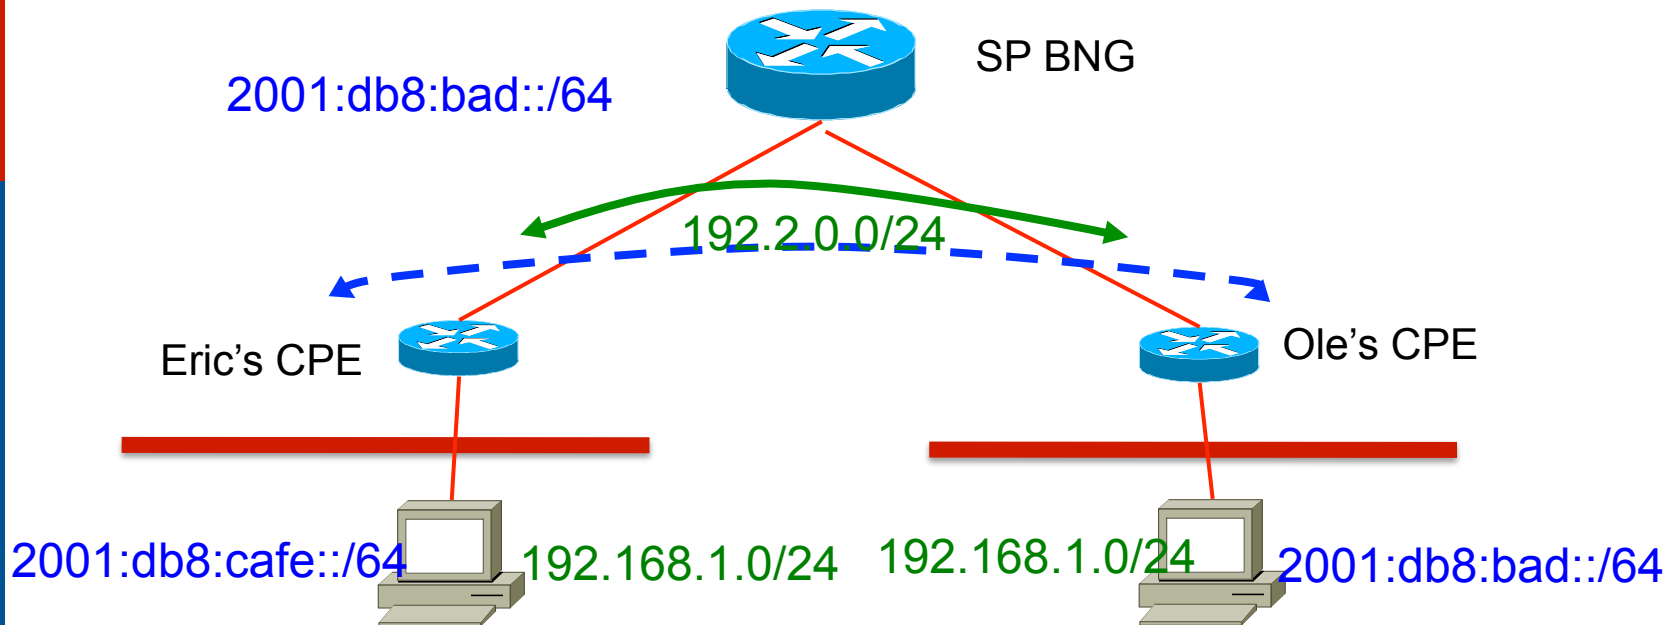 SP BNG
2001:db8:bad::/64
192.2.0.0/24
Eric's CPE
Ole's CPE
2001:db8:cafe::/64
192.168.1.0/24
192.168.1.0/24
2001:db8:bad::/64